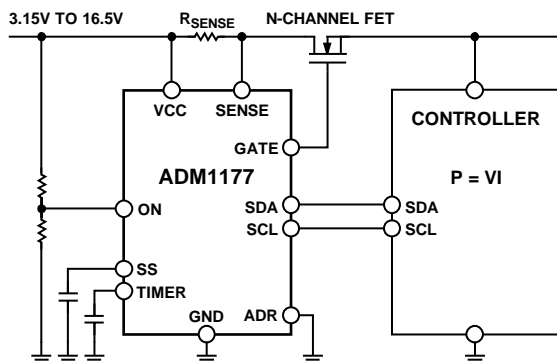 3.15V TO 16.5V
RSENSE
N-CHANNEL FET
VCC
SENSE
CONTROLLER
GATE
ADM1177
P = VI
ON
SDA
SDA
SCL
SCL
SS
TIMER
GND
ADR